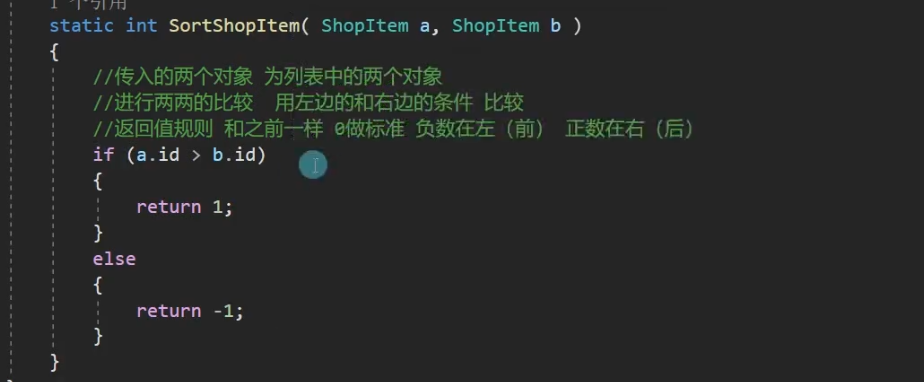 1 个引用
static int SortShopItem( ShopItem a, ShopItem b )
{
//传入的两个对象 为列表中的两个对象
//进行两两的比较 用左边的和右边的条件 比较
//返回值规则 和之前一样 0做标准 负数在左（前） 正数在右（后）
if (a.id > b.id)
{
return 1;
}
else
{
return -1;
}
}